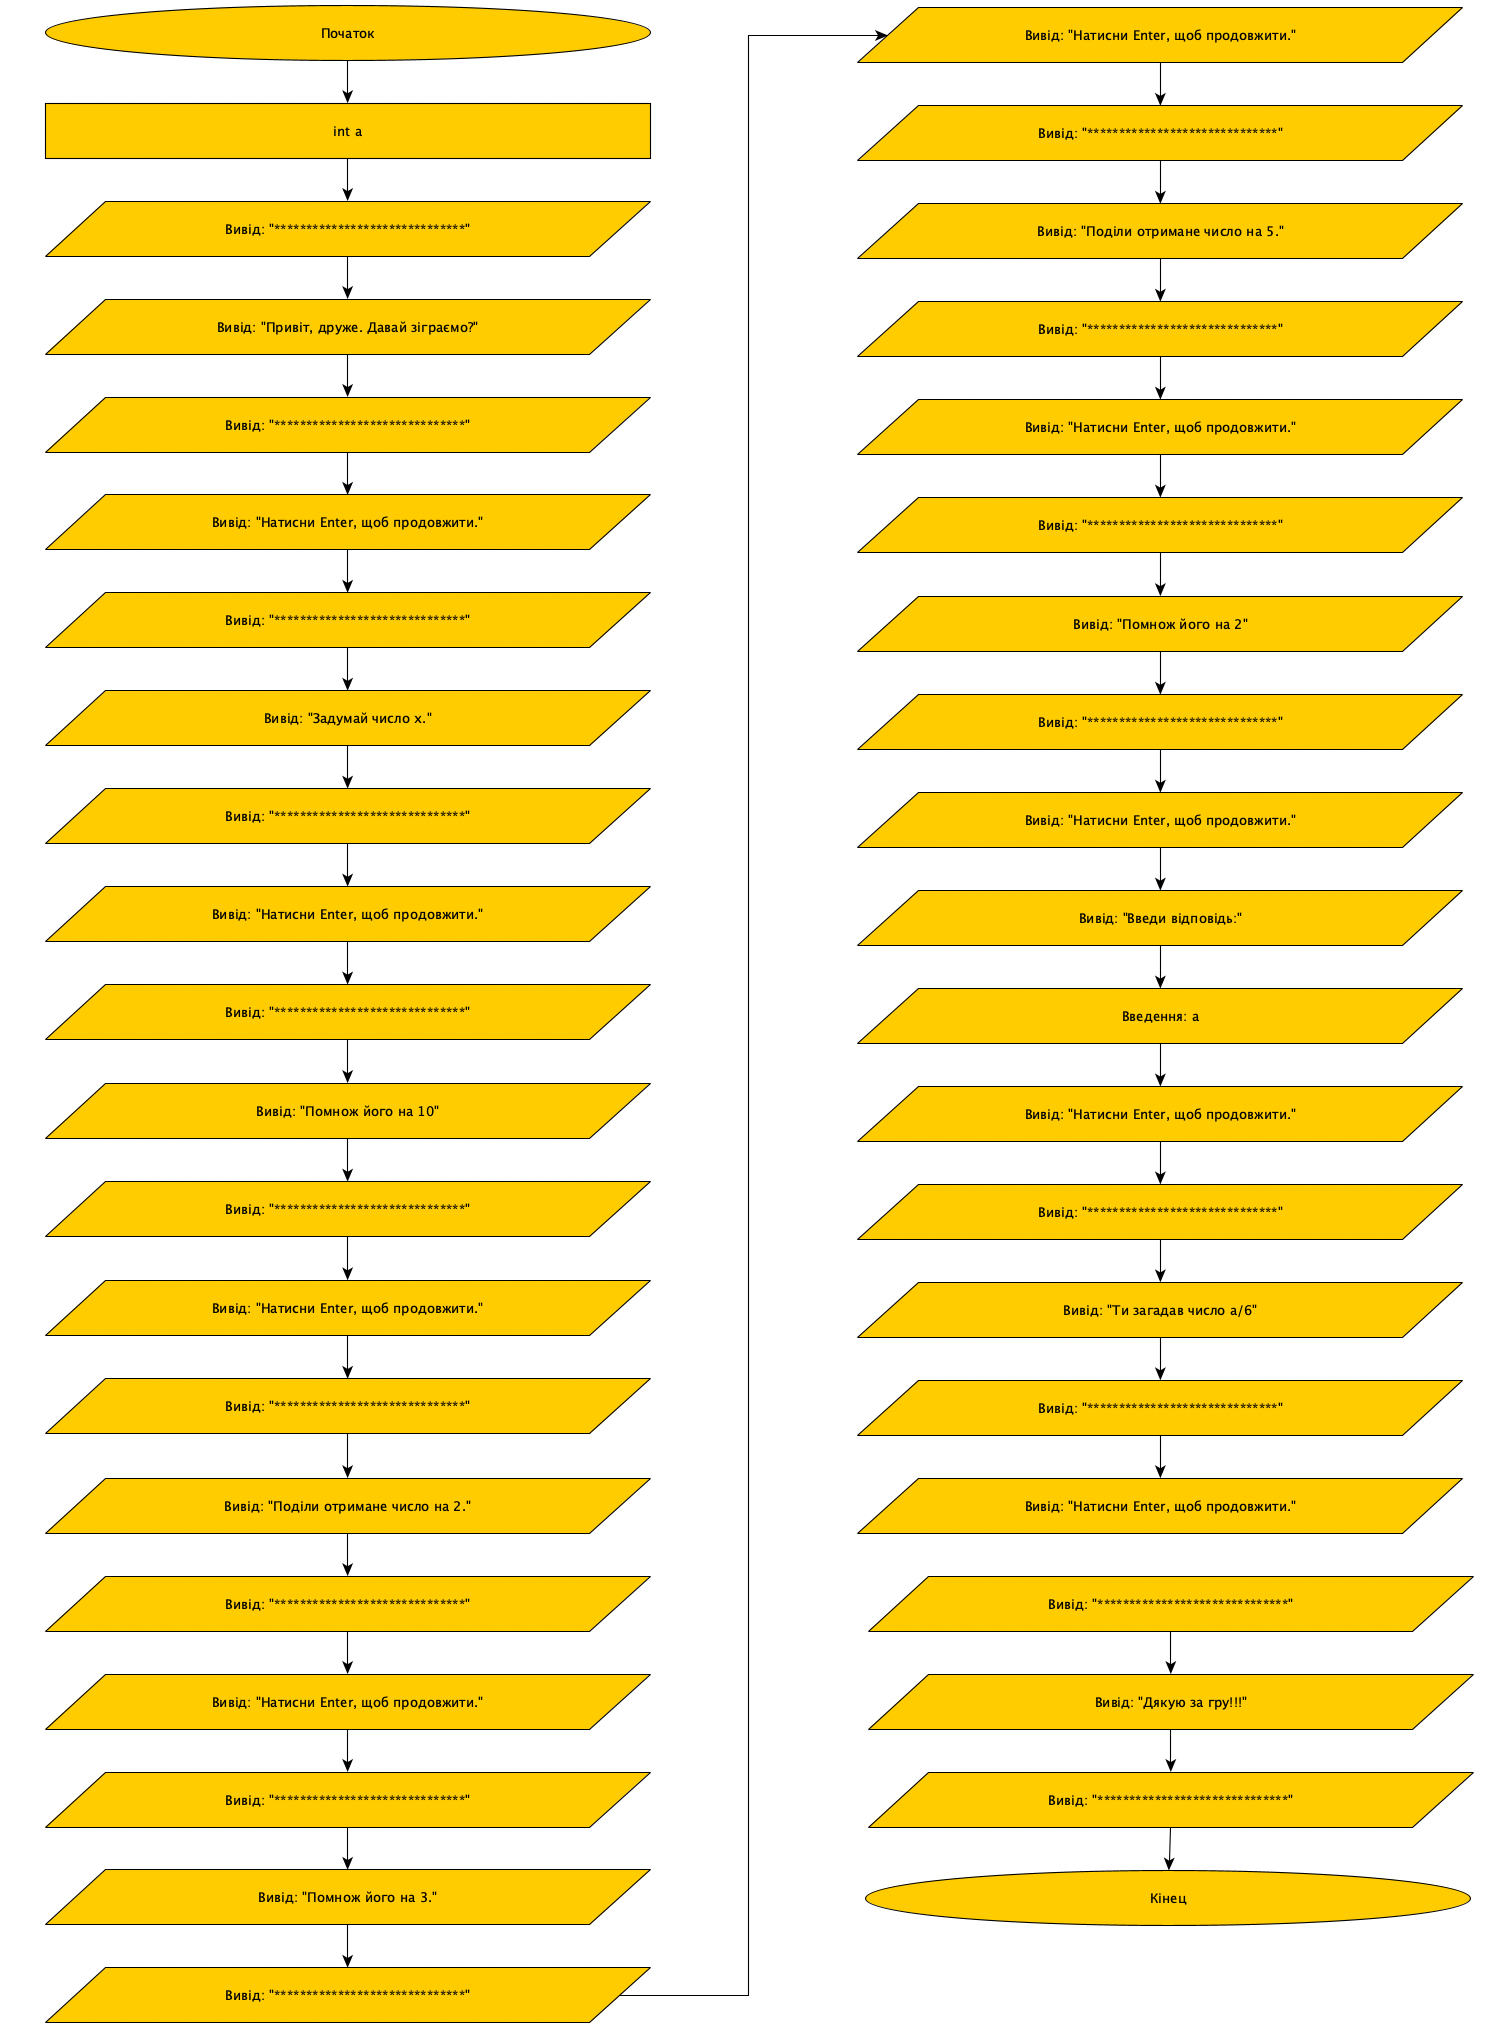 Початок
int a
Вивід: "******************************"
Вивід: "Привіт, друже. Давай зіграємо?"
Вивід: "******************************"
Вивід: "Натисни Enter, щоб продовжити."
Вивід: "******************************"
Вивід: "Задумай число x."
Вивід: "******************************"
Вивід: "Натисни Enter, щоб продовжити."
Вивід: "******************************"
Вивід: "Помнож його на 10"
Вивід: "******************************"
Вивід: "Натисни Enter, щоб продовжити."
Вивід: "******************************"
Вивід: "Поділи отримане число на 2."
Вивід: "******************************"
Вивід: "Натисни Enter, щоб продовжити."
Вивід: "******************************"
Вивід: "Помнож його на 3."
Вивід: "******************************"
Вивід: "Натисни Enter, щоб продовжити."
Вивід: "******************************"
Вивід: "Поділи отримане число на 5."
Вивід: "******************************"
Вивід: "Натисни Enter, щоб продовжити."
Вивід: "******************************"
Вивід: "Помнож його на 2"
Вивід: "******************************"
Вивід: "Натисни Enter, щоб продовжити."
Вивід: "Введи відповідь:"
Введення: a
Вивід: "Натисни Enter, щоб продовжити."
Вивід: "******************************"
Вивід: "Ти загадав число a/6"
Вивід: "******************************"
Вивід: "Натисни Enter, щоб продовжити."
Вивід: "******************************"
Вивід: "Дякую за гру!!!"
Вивід: "******************************"
Кінец